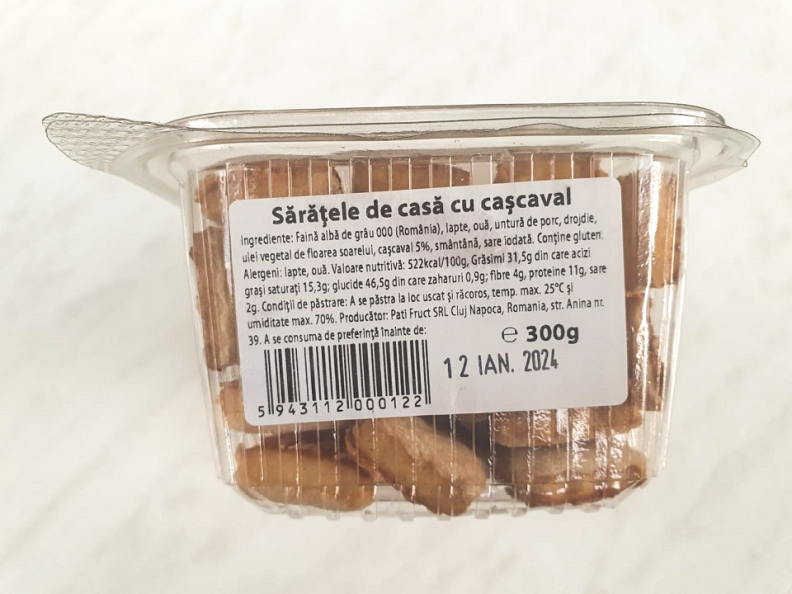 Sărățele de casă cu cașcaval
Ingrediente: Faină albă de grâu 000 (România), lapte, ouă, untură de porc, drojdie,
ulei vegetal de floarea soarelui, cașcaval 5%, smântână, sare iodată. Conține gluten.
Alergeni: lapte, ouă. Valoare nutritivă: 522kcal/100g, Grăsimi 31,5g din care acizi
grași saturați 15,3g; glucide 46,5g din care zaharuri 0,9g; fibre 4g, proteine 11g, sare
2g. Condiții de păstrare: A se păstra la loc uscat și răcoros, temp. max. 25°C și
umiditate max. 70%. Producător: Pati Fruct SRL Cluj Napoca, Romania, str. Anina nr.
39. A se consuma de preferință înainte de:
℮ 300g
12 IAN. 2024
5 943112 000122